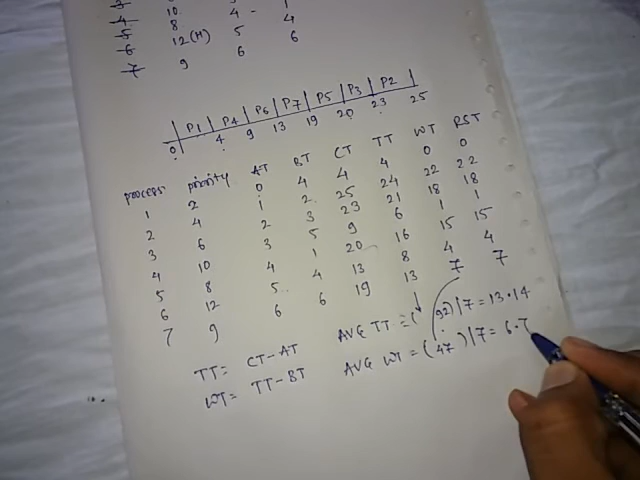 3
4 10 4 - 1
5 8 4
6 12(H) 5 6
7 9 6
P1 P4 P6 P7 P5 P3 P2
0 4 9 13 19 20 23 25
process priority AT BT CT TT WT RST
1 2 0 4 4 4 0 0
2 4 1 2 25 24 22 22
3 6 2 3 23 21 18 18
4 10 3 5 9 6 1 1
5 8 4 1 20 16 15 15
6 12 5 4 13 8 4 4
7 9 6 6 19 13 7 7
TT = CT-AT AVG TT = (92)/7 = 13.14
WT = TT-BT AVG WT = (47)/7 = 6.7